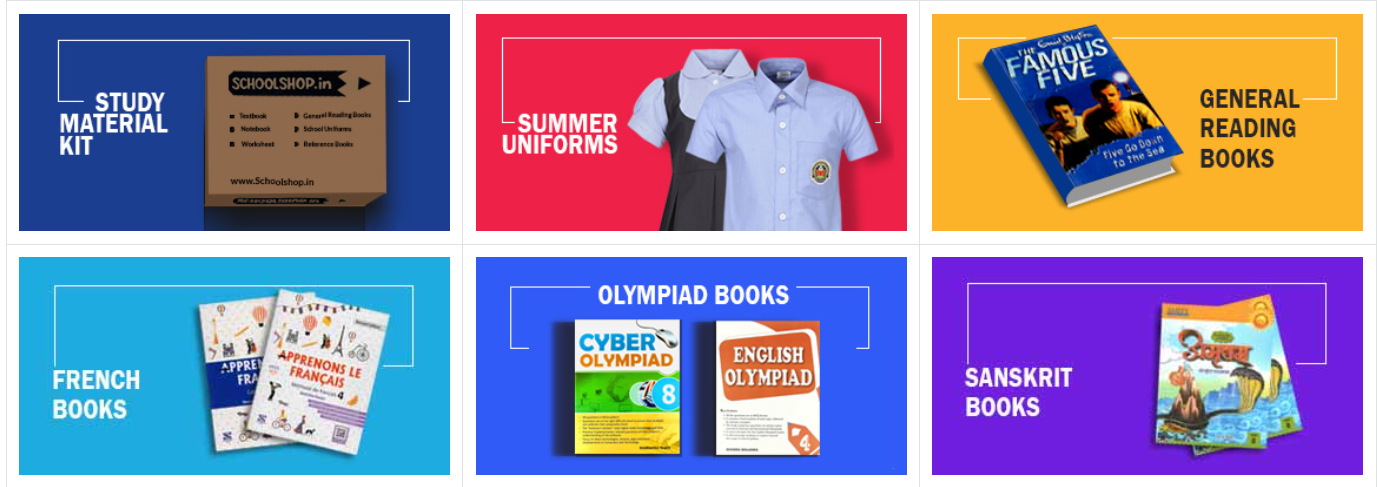 STUDY
MATERIAL
KIT
SCHOOLSHOP.in
Textbook
General Reading Books
Notebook
School Uniforms
Worksheet
Reference Books
www.Schoolshop.in
SUMMER
UNIFORMS
Enid Blyton
THE
FAMOUS
FIVE
Five Go Down
to the Sea
GENERAL
READING
BOOKS
FRENCH
BOOKS
APPRENONS LE
FRANÇAIS
4
OLYMPIAD BOOKS
CYBER
OLYMPIAD
8
ENGLISH
OLYMPIAD
4
SANSKRIT
BOOKS